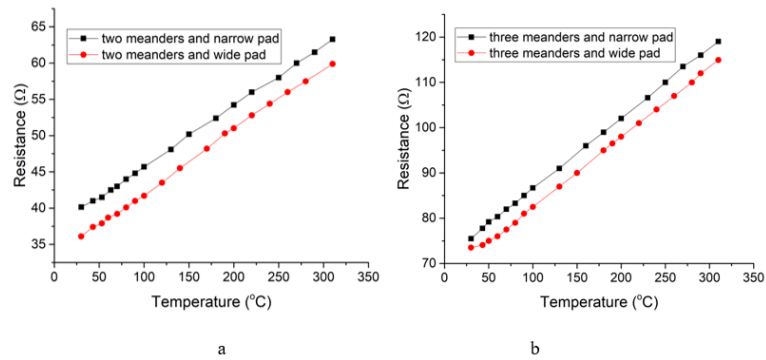 two meanders and narrow pad
two meanders and wide pad
Resistance (Ω)
65
60
55
50
45
40
35
0 50 100 150 200 250 300 350
Temperature (°C)
a
three meanders and narrow pad
three meanders and wide pad
Resistance (Ω)
120
110
100
90
80
70
0 50 100 150 200 250 300 350
Temperature (°C)
b